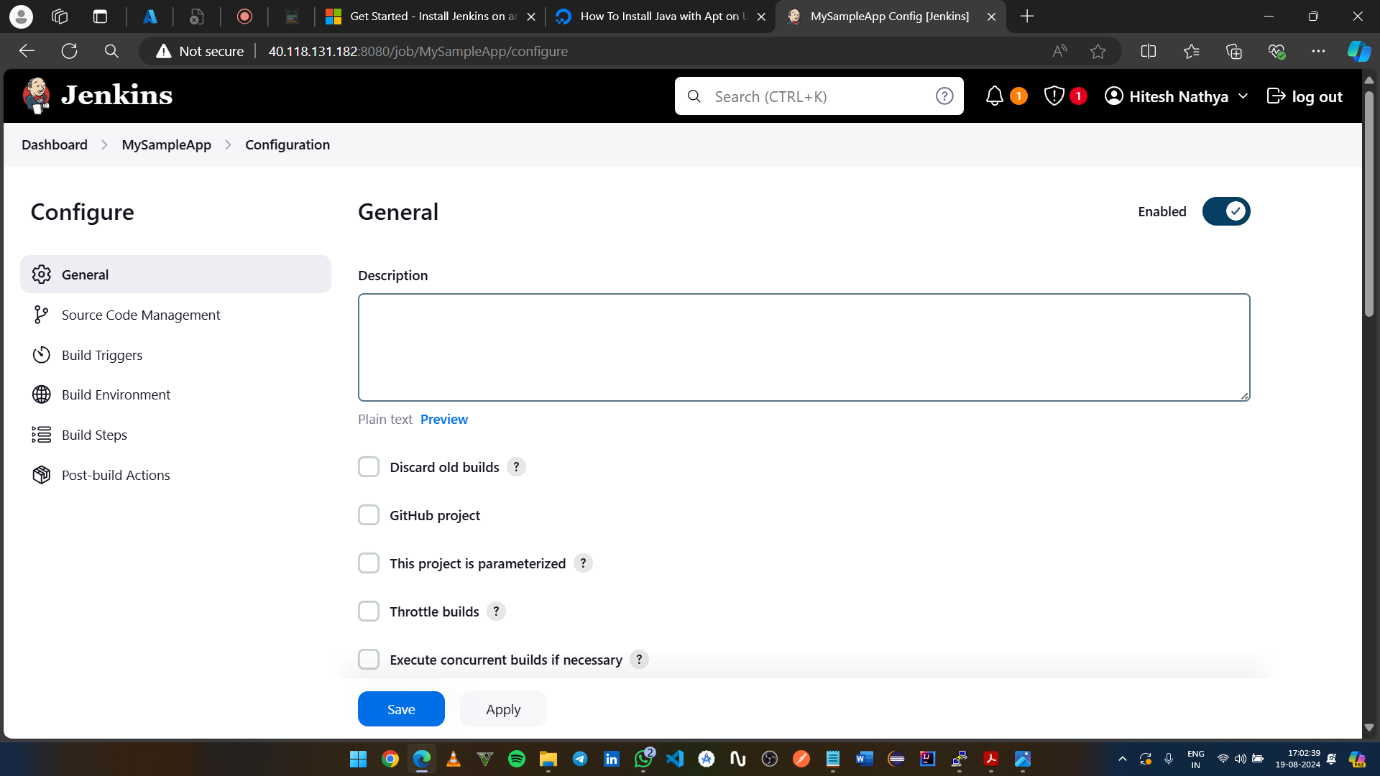 Get Started - Install Jenkins on an
How To Install Java with Apt on U
MySampleApp Config [Jenkins]
Not secure
40.118.131.182:8080/job/MySampleApp/configure
Jenkins
Search (CTRL+K)
?
1
1
Hitesh Nathya
log out
Dashboard > MySampleApp > Configuration
Configure
General
Source Code Management
Build Triggers
Build Environment
Build Steps
Post-build Actions
General
Enabled
Description
Plain text Preview
Discard old builds ?
GitHub project
This project is parameterized ?
Throttle builds ?
Execute concurrent builds if necessary ?
Save
Apply
2
ENG
IN
17:02:39
19-08-2024